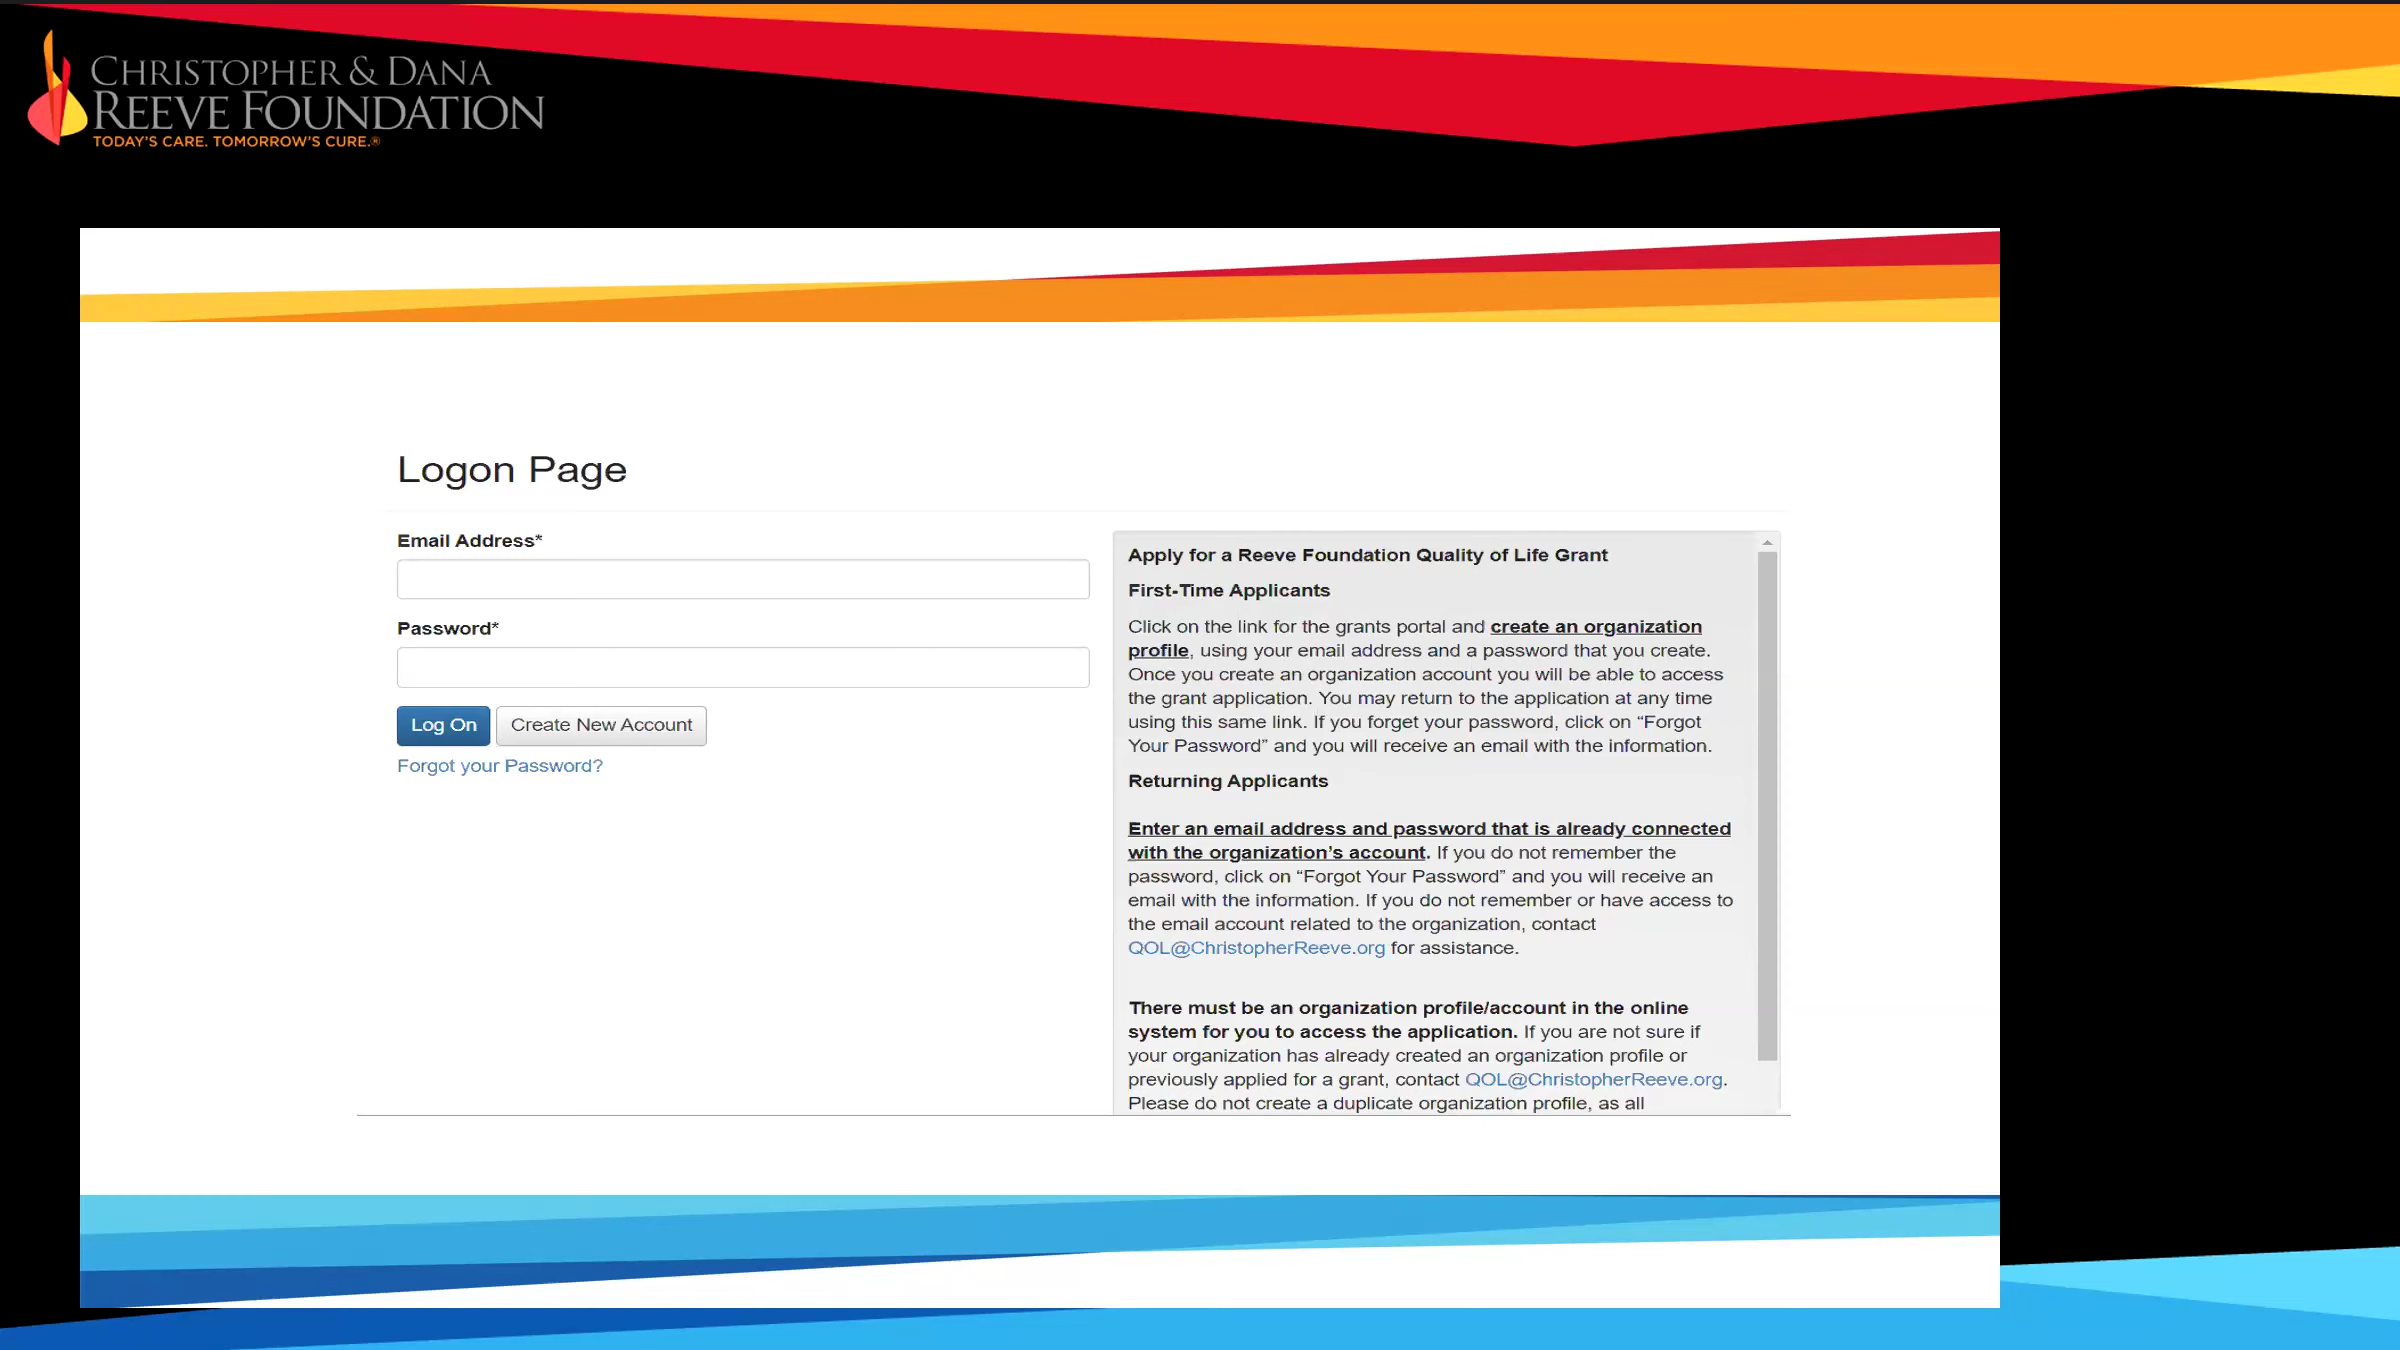 CHRISTOPHER & DANA
REEVE FOUNDATION
TODAY'S CARE. TOMORROW'S CURE.®
Logon Page
Email Address*
Password*
Log On
Create New Account
Forgot your Password?
Apply for a Reeve Foundation Quality of Life Grant
First-Time Applicants
Click on the link for the grants portal and create an organization
profile, using your email address and a password that you create.
Once you create an organization account you will be able to access
the grant application. You may return to the application at any time
using this same link. If you forget your password, click on “Forgot
Your Password” and you will receive an email with the information.
Returning Applicants
Enter an email address and password that is already connected
with the organization’s account. If you do not remember the
password, click on “Forgot Your Password” and you will receive an
email with the information. If you do not remember or have access to
the email account related to the organization, contact
QOL@ChristopherReeve.org for assistance.
There must be an organization profile/account in the online
system for you to access the application. If you are not sure if
your organization has already created an organization profile or
previously applied for a grant, contact QOL@ChristopherReeve.org.
Please do not create a duplicate organization profile, as all